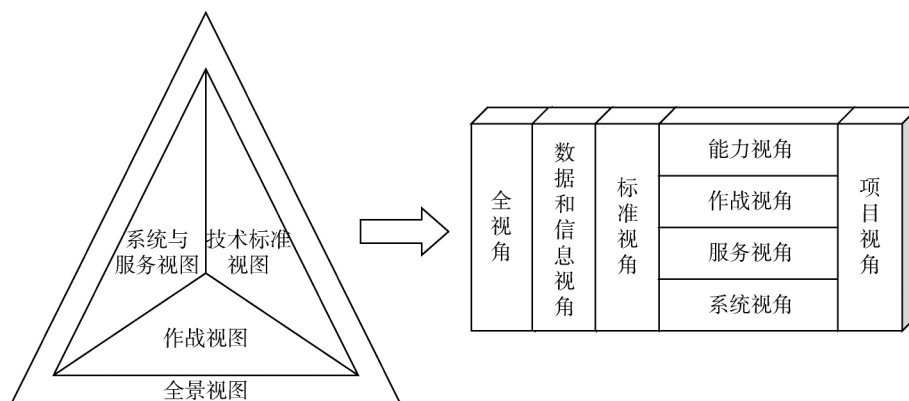 系统与
服务视图
技术标准
视图
作战视图
全景视图
全视角
数据和信息视角
标准视角
能力视角
作战视角
服务视角
系统视角
项目视角